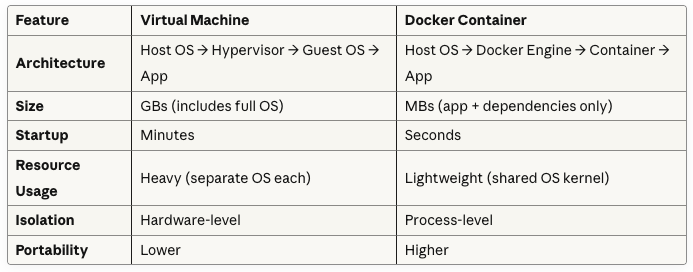 Feature Virtual Machine Docker Container
Architecture Host OS → Hypervisor → Guest OS → App Host OS → Docker Engine → Container → App
Size GBs (includes full OS) MBs (app + dependencies only)
Startup Minutes Seconds
Resource Usage Heavy (separate OS each) Lightweight (shared OS kernel)
Isolation Hardware-level Process-level
Portability Lower Higher